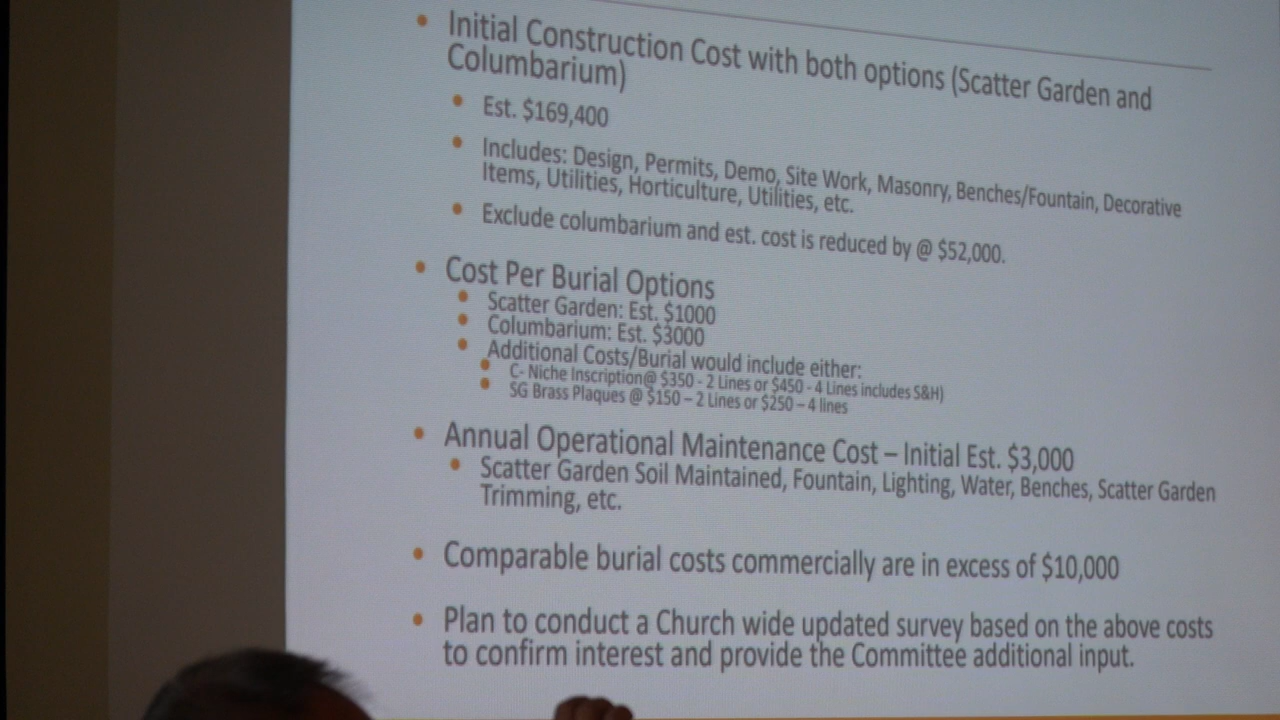 • Initial Construction Cost with both options (Scatter Garden and
Columbarium)
• Est. $169,400
• Includes: Design, Permits, Demo, Site Work, Masonry, Benches/Fountain, Decorative
Items, Utilities, Horticulture, Utilities, etc.
• Exclude columbarium and est. cost is reduced by @ $52,000.
• Cost Per Burial Options
• Scatter Garden: Est. $1000
• Columbarium: Est. $3000
• Additional Costs/Burial would include either:
• C- Niche Inscription@ $350 - 2 Lines or $450 - 4 Lines includes S&H)
• SG Brass Plaques @ $150 – 2 Lines or $250 – 4 lines
• Annual Operational Maintenance Cost – Initial Est. $3,000
• Scatter Garden Soil Maintained, Fountain, Lighting, Water, Benches, Scatter Garden
Trimming, etc.
• Comparable burial costs commercially are in excess of $10,000
• Plan to conduct a Church wide updated survey based on the above costs
to confirm interest and provide the Committee additional input.